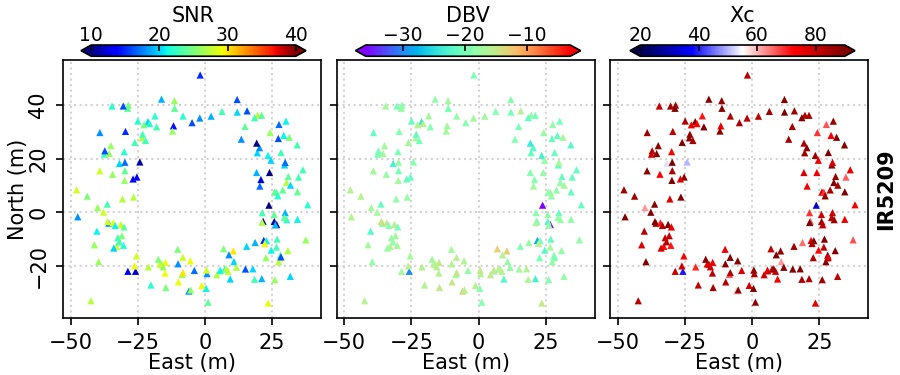 SNR DBV Xc
10 20 30 40 −30 −20 −10 20 40 60 80
North (m)
40
20
0
−20
IR5209
−50 −25 0 25 −50 −25 0 25 −50 −25 0 25
East (m) East (m) East (m)